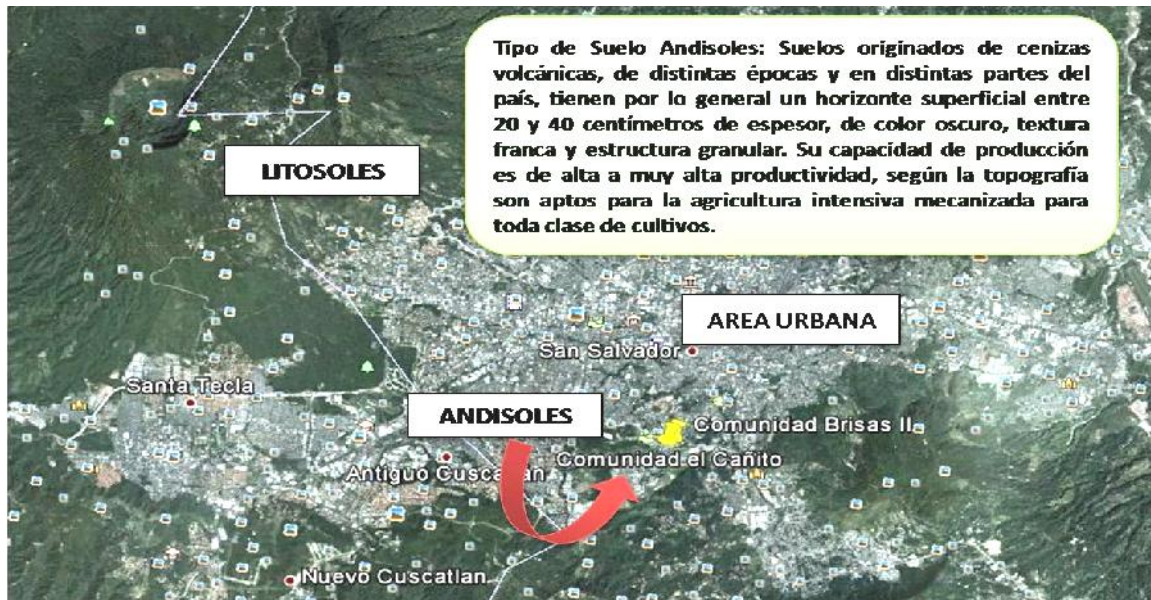 Tipo de Suelo Andisoles: Suelos originados de cenizas
volcánicas, de distintas épocas y en distintas partes del
país, tienen por lo general un horizonte superficial entre
20 y 40 centímetros de espesor, de color oscuro, textura
franca y estructura granular. Su capacidad de producción
es de alta a muy alta productividad, según la topografía
son aptos para la agricultura intensiva mecanizada para
toda clase de cultivos.
LITOSOLES
AREA URBANA
San Salvador
Santa Tecla
ANDISOLES
Comunidad Brisas II
Comunidad el Cañito
Antiguo Cuscatlan
Nuevo Cuscatlan